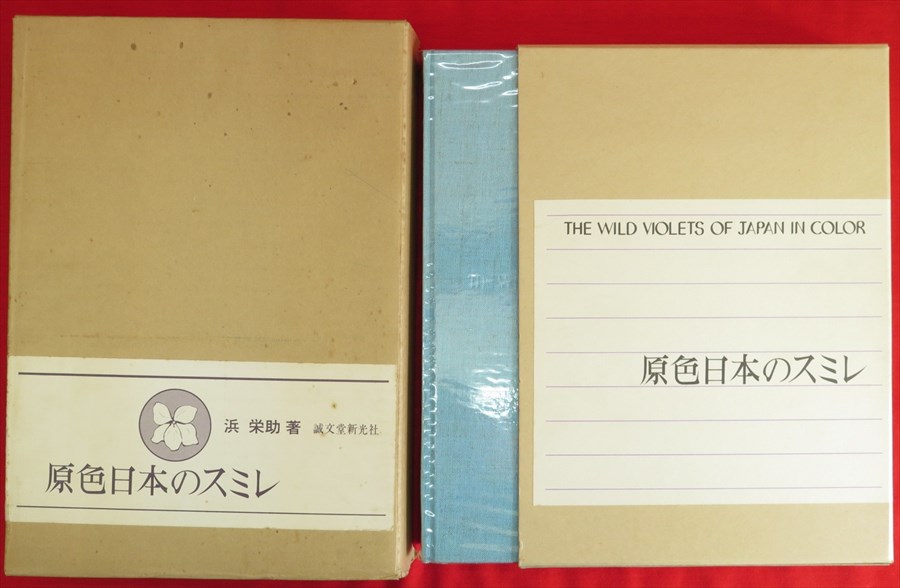 浜 栄助 著 誠文堂新光社
原色日本のスミレ
THE WILD VIOLETS OF JAPAN IN COLOR
原色日本のスミレ